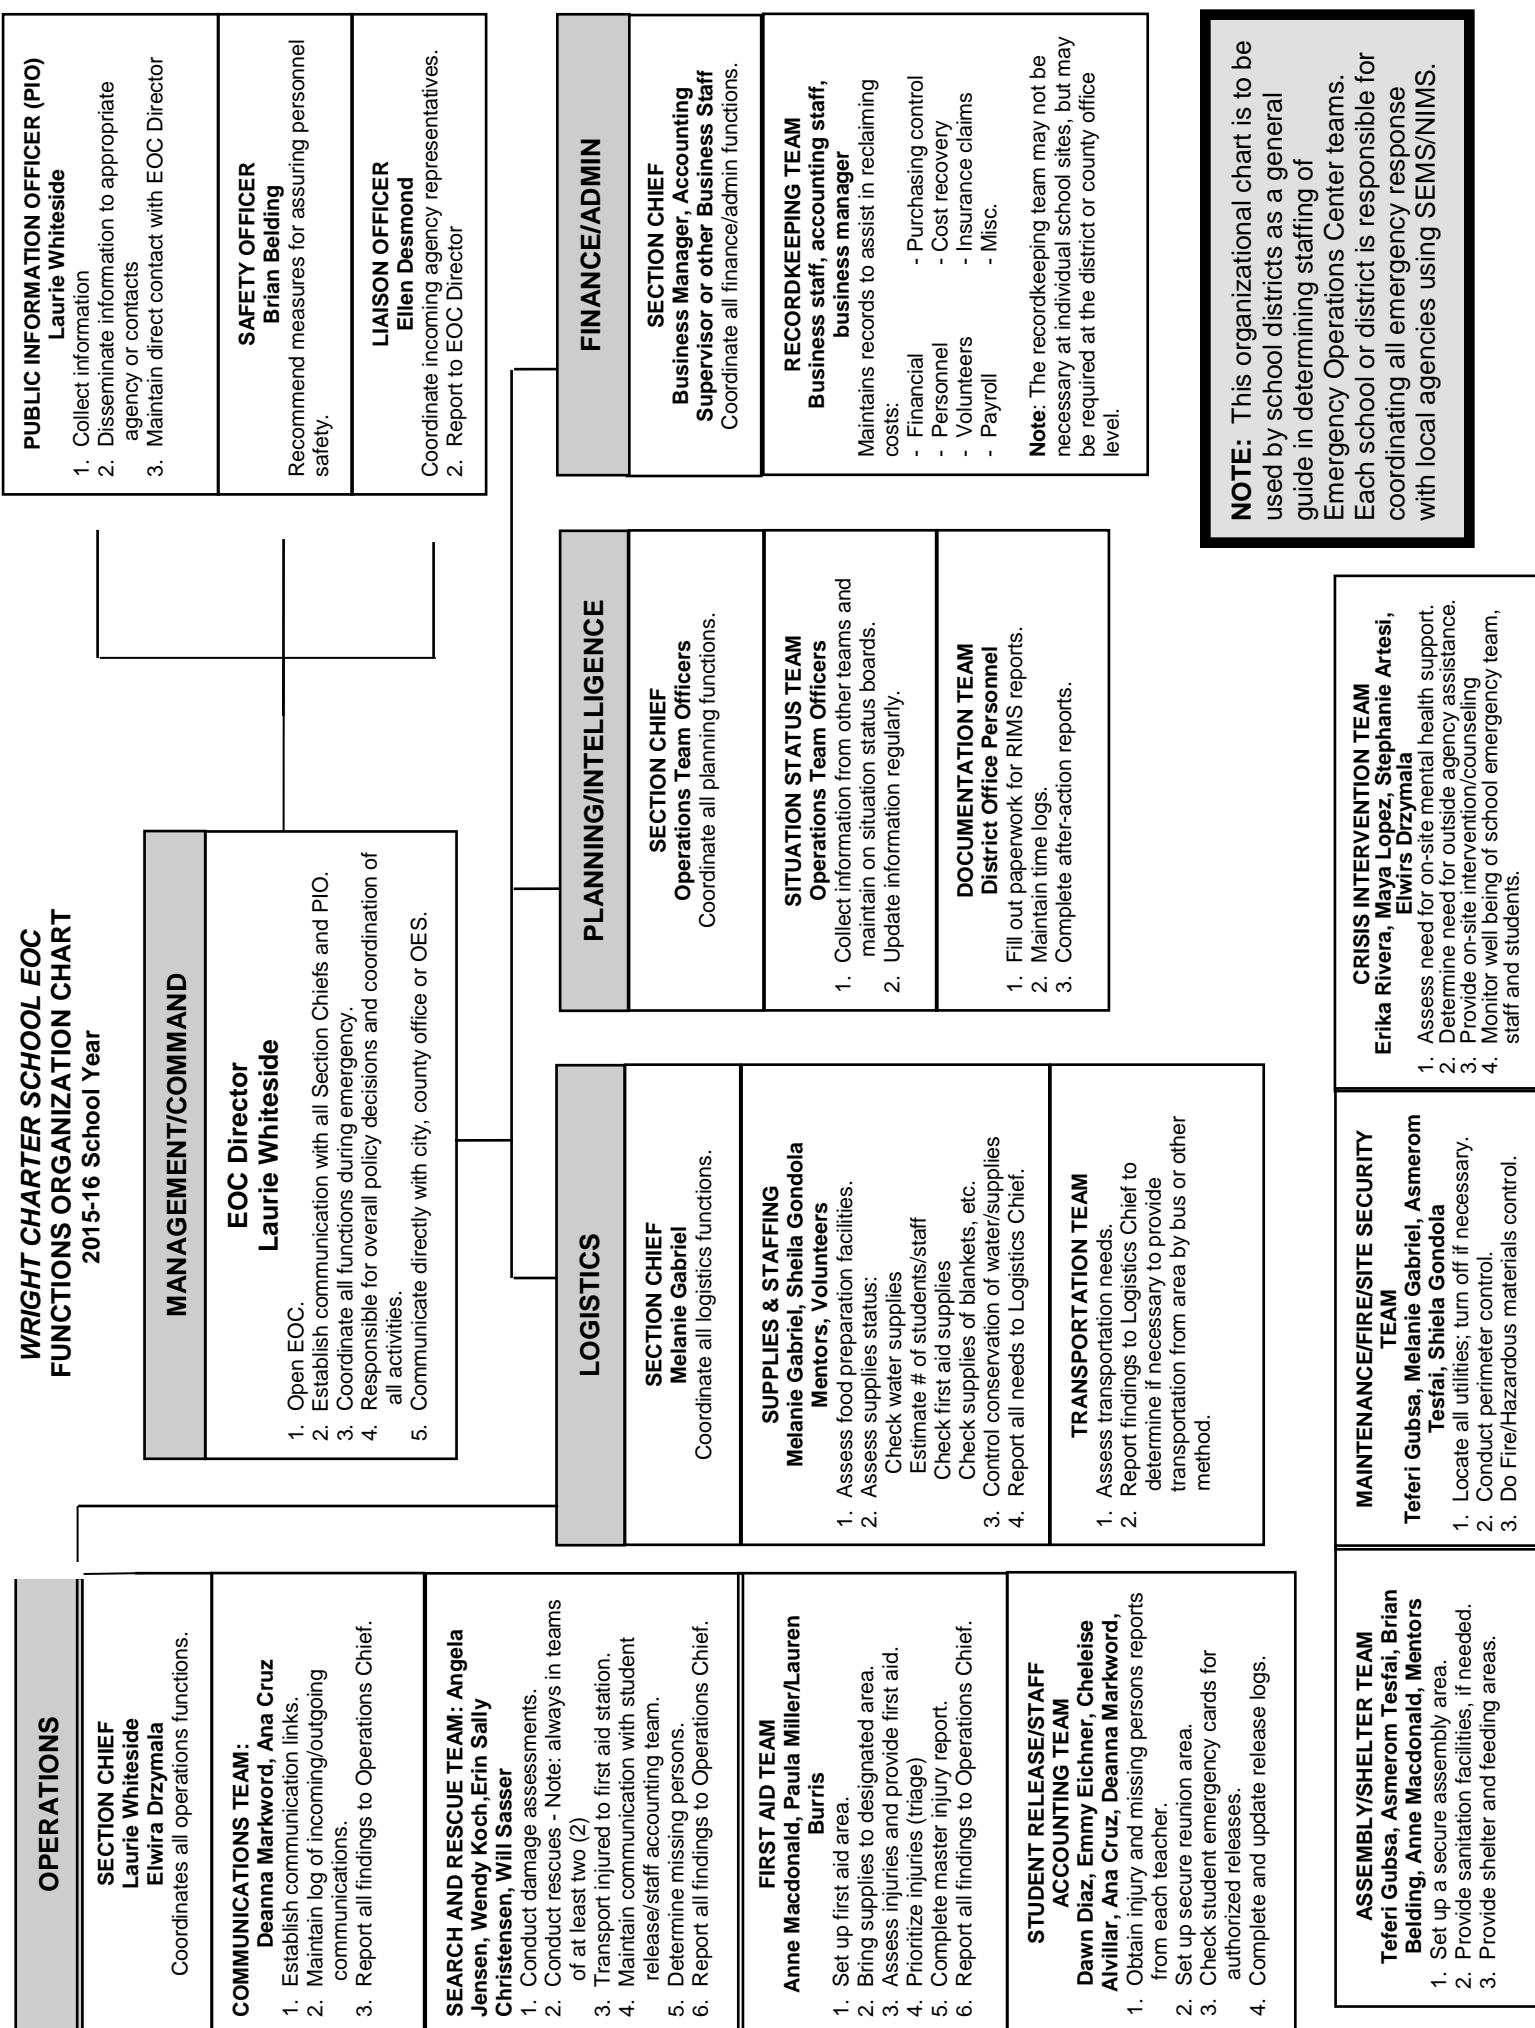 WRIGHT CHARTER SCHOOL EOC
FUNCTIONS ORGANIZATION CHART
2015-16 School Year
MANAGEMENT/COMMAND
EOC Director
Laurie Whiteside
1. Open EOC.
2. Establish communication with all Section Chiefs and PIO.
3. Coordinate all functions during emergency.
4. Responsible for overall policy decisions and coordination of
all activities.
5. Communicate directly with city, county office or OES.
PUBLIC INFORMATION OFFICER (PIO)
Laurie Whiteside
1. Collect information
2. Disseminate information to appropriate
agency or contacts
3. Maintain direct contact with EOC Director
SAFETY OFFICER
Brian Belding
Recommend measures for assuring personnel
safety.
LIAISON OFFICER
Ellen Desmond
Coordinate incoming agency representatives.
2. Report to EOC Director
OPERATIONS
SECTION CHIEF
Laurie Whiteside
Elwira Drzymala
Coordinates all operations functions.
COMMUNICATIONS TEAM:
Deanna Markword, Ana Cruz
1. Establish communication links.
2. Maintain log of incoming/outgoing
communications.
3. Report all findings to Operations Chief.
SEARCH AND RESCUE TEAM: Angela
Jensen, Wendy Koch,Erin Sally
Christensen, Will Sasser
1. Conduct damage assessments.
2. Conduct rescues - Note: always in teams
of at least two (2)
3. Transport injured to first aid station.
4. Maintain communication with student
release/staff accounting team.
5. Determine missing persons.
6. Report all findings to Operations Chief.
FIRST AID TEAM
Anne Macdonald, Paula Miller/Lauren
Burris
1. Set up first aid area.
2. Bring supplies to designated area.
3. Assess injuries and provide first aid.
4. Prioritize injuries (triage)
5. Complete master injury report.
6. Report all findings to Operations Chief.
STUDENT RELEASE/STAFF
ACCOUNTING TEAM
Dawn Diaz, Emmy Eichner, Cheleise
Alvillar, Ana Cruz, Deanna Markword,
1. Obtain injury and missing persons reports
from each teacher.
2. Set up secure reunion area.
3. Check student emergency cards for
authorized releases.
4. Complete and update release logs.
LOGISTICS
SECTION CHIEF
Melanie Gabriel
Coordinate all logistics functions.
SUPPLIES & STAFFING
Melanie Gabriel, Sheila Gondola
Mentors, Volunteers
1. Assess food preparation facilities.
2. Assess supplies status:
Check water supplies
Estimate # of students/staff
Check first aid supplies
Check supplies of blankets, etc.
3. Control conservation of water/supplies
4. Report all needs to Logistics Chief.
TRANSPORTATION TEAM
1. Assess transportation needs.
2. Report findings to Logistics Chief to
determine if necessary to provide
transportation from area by bus or other
method.
PLANNING/INTELLIGENCE
SECTION CHIEF
Operations Team Officers
Coordinate all planning functions.
SITUATION STATUS TEAM
Operations Team Officers
1. Collect information from other teams and
maintain on situation status boards.
2. Update information regularly.
DOCUMENTATION TEAM
District Office Personnel
1. Fill out paperwork for RIMS reports.
2. Maintain time logs.
3. Complete after-action reports.
FINANCE/ADMIN
SECTION CHIEF
Business Manager, Accounting
Supervisor or other Business Staff
Coordinate all finance/admin functions.
RECORDKEEPING TEAM
Business staff, accounting staff,
business manager
Maintains records to assist in reclaiming
costs:
- Financial - Purchasing control
- Personnel - Cost recovery
- Volunteers - Insurance claims
- Payroll - Misc.
Note: The recordkeeping team may not be
necessary at individual school sites, but may
be required at the district or county office
level.
ASSEMBLY/SHELTER TEAM
Teferi Gubsa, Asmerom Tesfai, Brian
Belding, Anne Macdonald, Mentors
1. Set up a secure assembly area.
2. Provide sanitation facilities, if needed.
3. Provide shelter and feeding areas.
MAINTENANCE/FIRE/SITE SECURITY
TEAM
Teferi Gubsa, Melanie Gabriel, Asmerom
Tesfai, Shiela Gondola
1. Locate all utilities; turn off if necessary.
2. Conduct perimeter control.
3. Do Fire/Hazardous materials control.
CRISIS INTERVENTION TEAM
Erika Rivera, Maya Lopez, Stephanie Artesi,
Elwirs Drzymala
1. Assess need for on-site mental health support.
2. Determine need for outside agency assistance.
3. Provide on-site intervention/counseling
4. Monitor well being of school emergency team,
staff and students.
NOTE: This organizational chart is to be
used by school districts as a general
guide in determining staffing of
Emergency Operations Center teams.
Each school or district is responsible for
coordinating all emergency response
with local agencies using SEMS/NIMS.